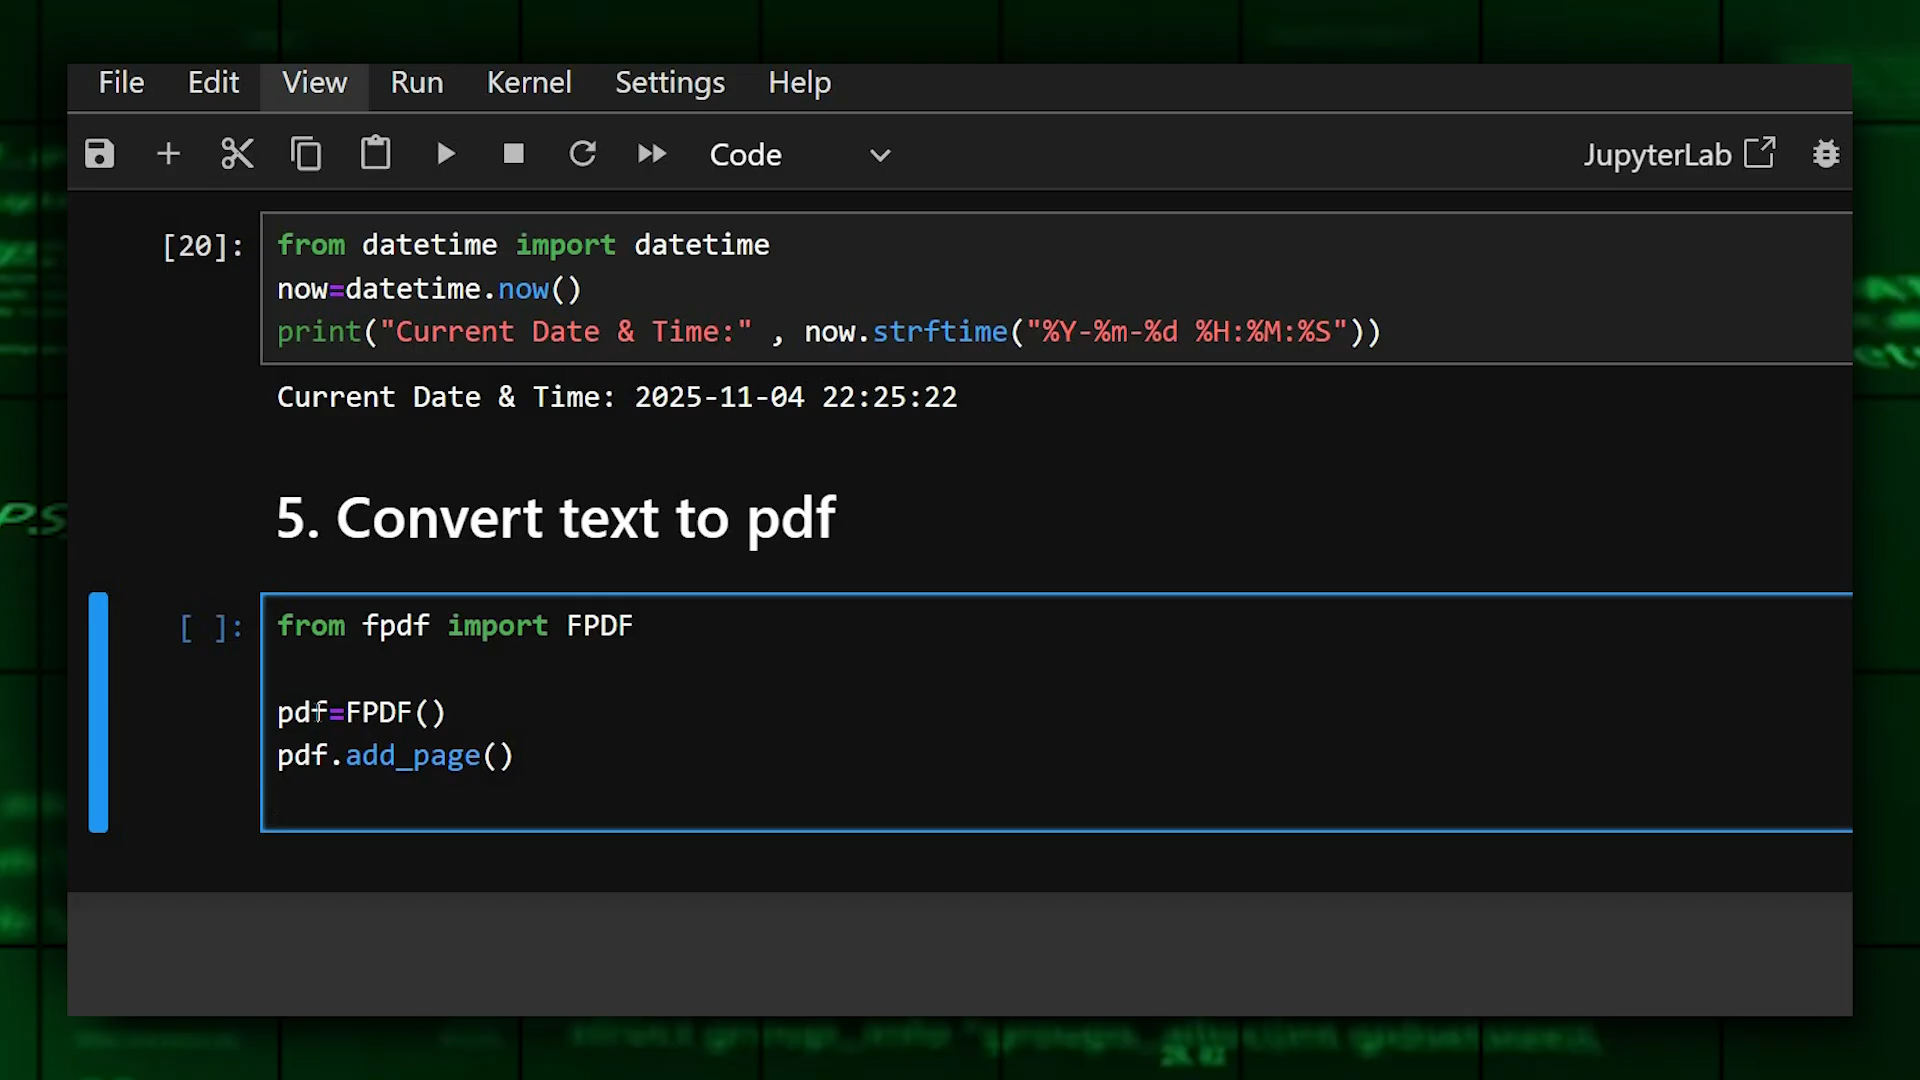 File Edit View Run Kernel Settings Help
Code JupyterLab
[20]: from datetime import datetime
now=datetime.now()
print("Current Date & Time:" , now.strftime("%Y-%m-%d %H:%M:%S"))
Current Date & Time: 2025-11-04 22:25:22
5. Convert text to pdf
[ ]: from fpdf import FPDF
pdf=FPDF()
pdf.add_page()